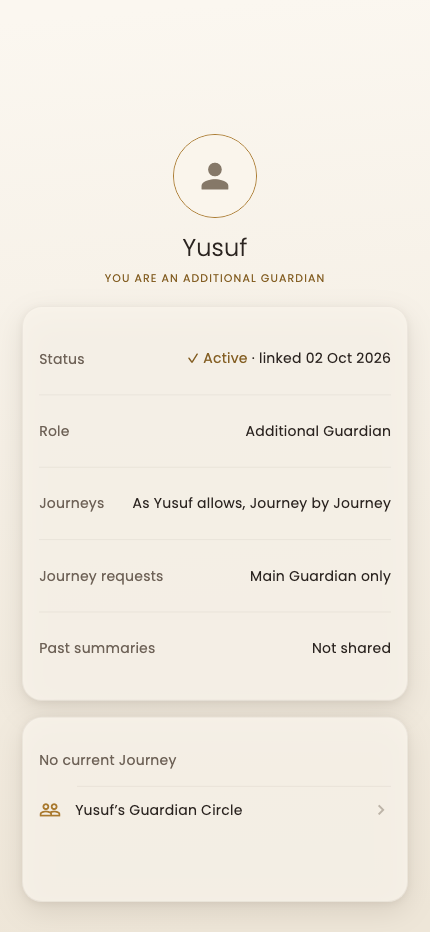 Yusuf
YOU ARE AN ADDITIONAL GUARDIAN
Status ✓ Active · linked 02 Oct 2026
Role Additional Guardian
Journeys As Yusuf allows, Journey by Journey
Journey requests Main Guardian only
Past summaries Not shared
No current Journey
Yusuf’s Guardian Circle